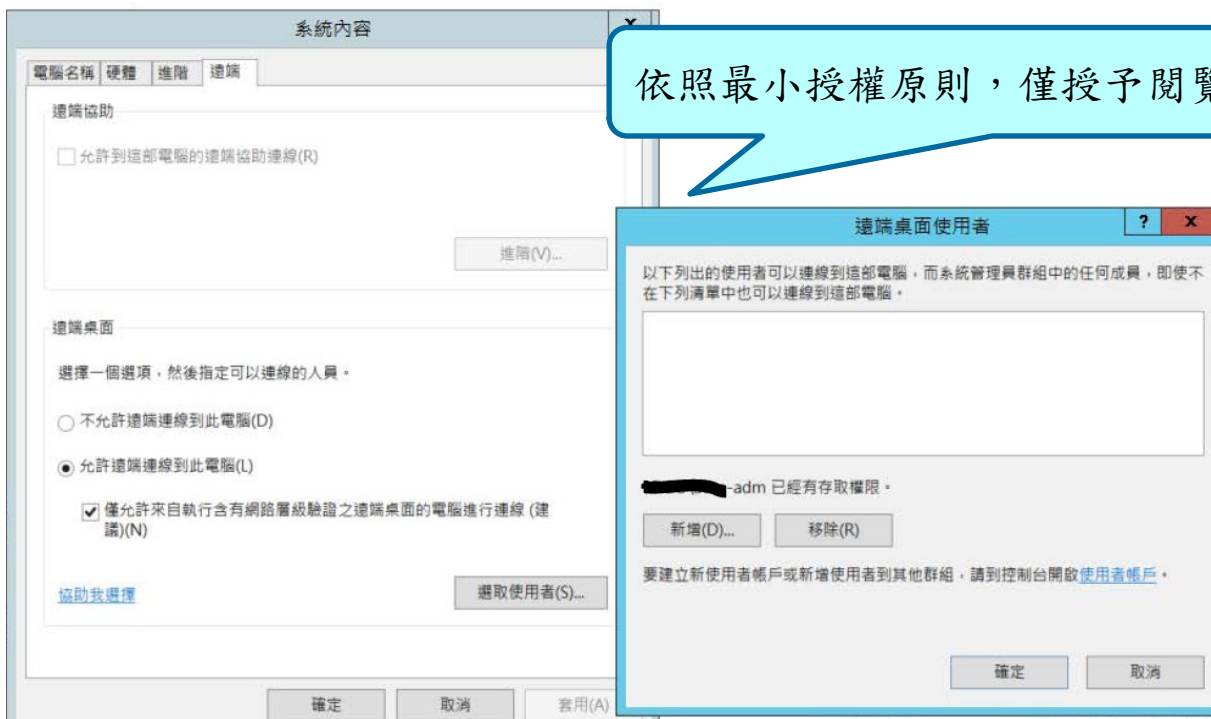 系統內容
x
電腦名稱 硬體 進階 遠端
遠端協助
允許到這部電腦的遠端協助連線(R)
進階(V)...
遠端桌面
選擇一個選項，然後指定可以連線的人員。
不允許遠端連線到此電腦(D)
允許遠端連線到此電腦(L)
僅允許來自執行含有網路層級驗證之遠端桌面的電腦進行連線 (建
議)(N)
協助我選擇
選取使用者(S)...
確定 取消 套用(A)
依照最小授權原則，僅授予閱覽
遠端桌面使用者
? x
以下列出的使用者可以連線到這部電腦，而系統管理員群組中的任何成員，即使不
在下列清單中也可以連線到這部電腦。
-adm 已經有存取權限。
新增(D)... 移除(R)
要建立新使用者帳戶或新增使用者到其他群組，請到控制台開啟使用者帳戶。
確定 取消